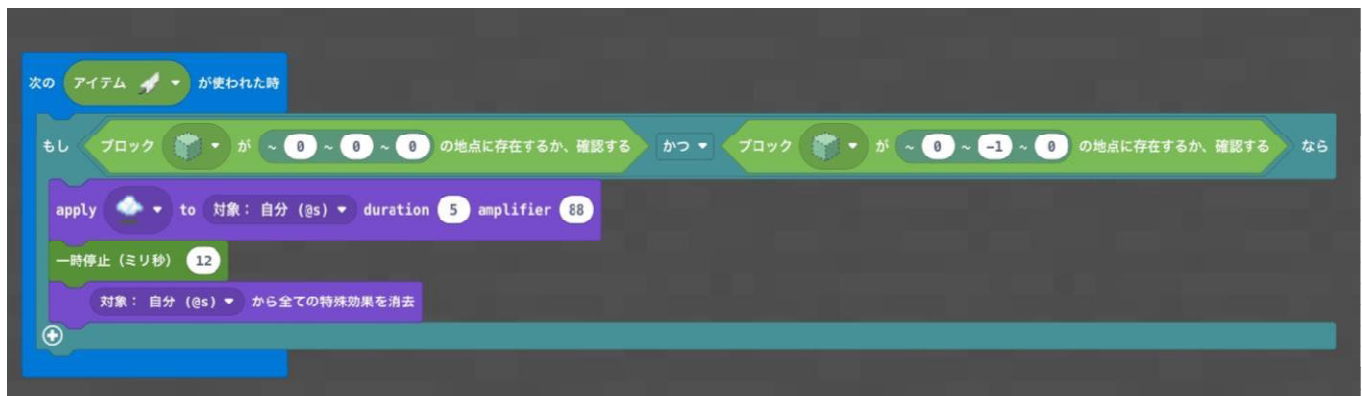 次の アイテム が使われた時
もし ブロック が ~ 0 ~ 0 ~ 0 の地点に存在するか、確認する かつ ブロック が ~ 0 ~ -1 ~ 0 の地点に存在するか、確認する なら
apply to 対象： 自分 (@s) duration 5 amplifier 88
一時停止（ミリ秒） 12
対象： 自分 (@s) から全ての特殊効果を消去